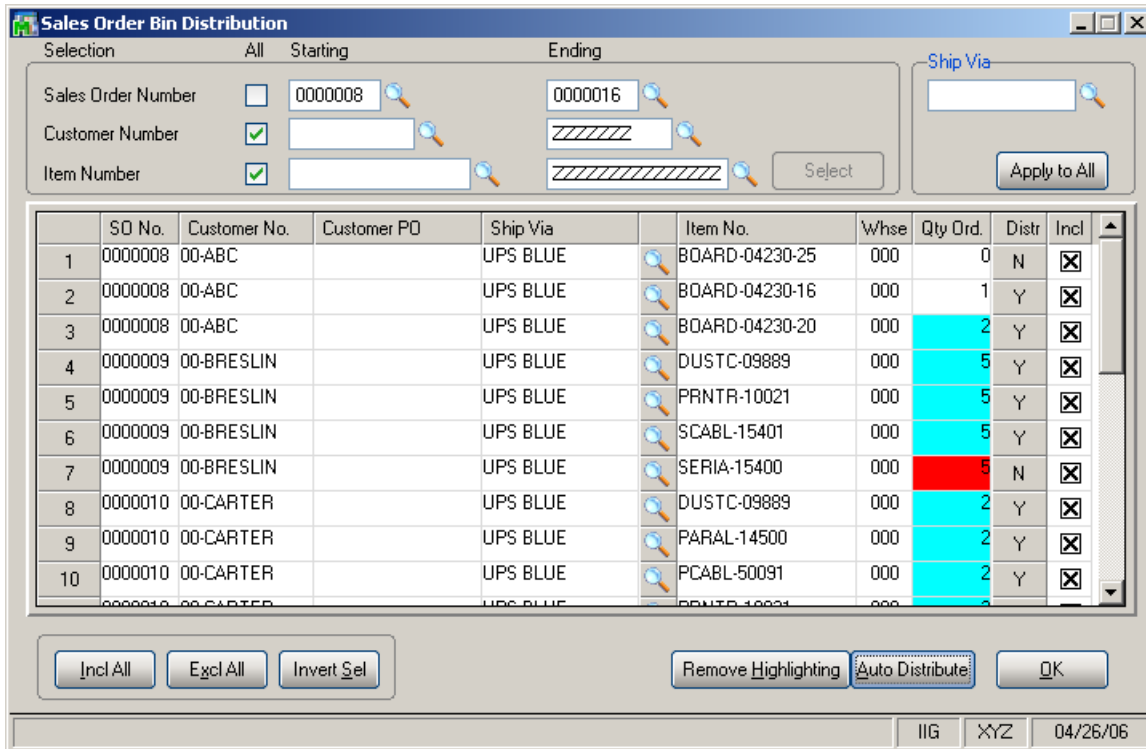 Sales Order Bin Distribution
Selection All Starting Ending
Ship Via
Sales Order Number 0000008 0000016
Customer Number ZZZZZZZ
Item Number ZZZZZZZZZZZZZZZ Select Apply to All
SO No. Customer No. Customer PO Ship Via Item No. Whse Qty Ord. Distr Incl
1 0000008 00-ABC UPS BLUE BOARD-04230-25 000 0 N
2 0000008 00-ABC UPS BLUE BOARD-04230-16 000 1 Y
3 0000008 00-ABC UPS BLUE BOARD-04230-20 000 2 Y
4 0000009 00-BRESLIN UPS BLUE DUSTC-09889 000 5 Y
5 0000009 00-BRESLIN UPS BLUE PRNTR-10021 000 5 Y
6 0000009 00-BRESLIN UPS BLUE SCABL-15401 000 5 Y
7 0000009 00-BRESLIN UPS BLUE SERIA-15400 000 5 N
8 0000010 00-CARTER UPS BLUE DUSTC-09889 000 2 Y
9 0000010 00-CARTER UPS BLUE PARAL-14500 000 2 Y
10 0000010 00-CARTER UPS BLUE PCABL-50091 000 2 Y
Incl All Excl All Invert Sel Remove Highlighting Auto Distribute OK
IIG XYZ 04/26/06